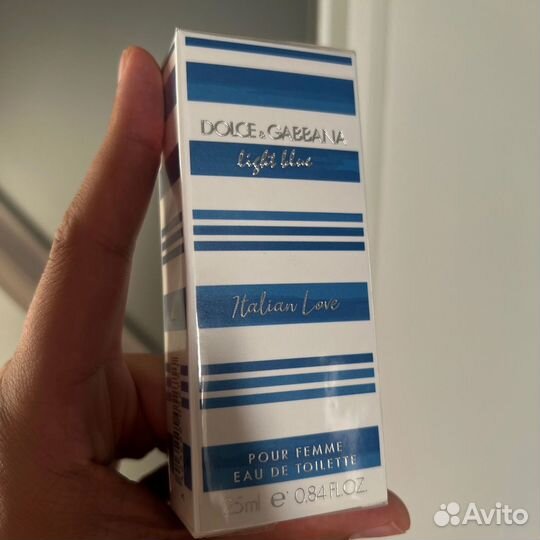 DOLCE & GABBANA
light blue
Italian Love
POUR FEMME
EAU DE TOILETTE
25ml e 0.84 FL.OZ.
Avito